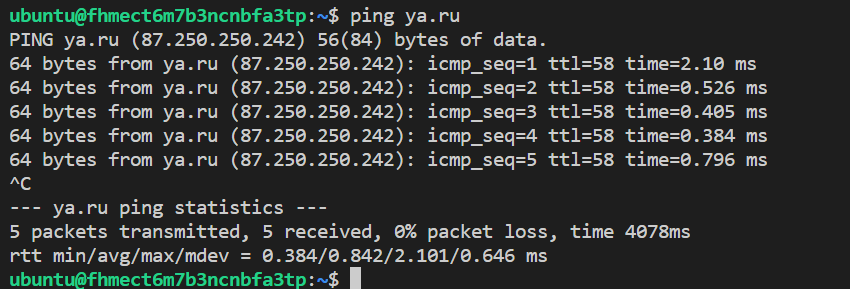 ubuntu@fhmect6m7b3ncnbfa3tp:~$ ping ya.ru
PING ya.ru (87.250.250.242) 56(84) bytes of data.
64 bytes from ya.ru (87.250.250.242): icmp_seq=1 ttl=58 time=2.10 ms
64 bytes from ya.ru (87.250.250.242): icmp_seq=2 ttl=58 time=0.526 ms
64 bytes from ya.ru (87.250.250.242): icmp_seq=3 ttl=58 time=0.405 ms
64 bytes from ya.ru (87.250.250.242): icmp_seq=4 ttl=58 time=0.384 ms
64 bytes from ya.ru (87.250.250.242): icmp_seq=5 ttl=58 time=0.796 ms
^C
--- ya.ru ping statistics ---
5 packets transmitted, 5 received, 0% packet loss, time 4078ms
rtt min/avg/max/mdev = 0.384/0.842/2.101/0.646 ms
ubuntu@fhmect6m7b3ncnbfa3tp:~$